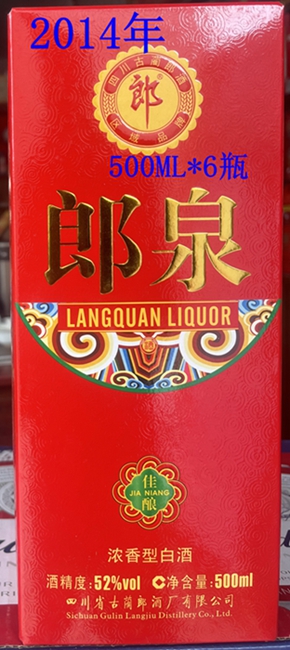 2014年
四川古蔺郎酒
郎
区域品牌
500ML*6瓶
郎泉
LANGQUAN LIQUOR
佳
JIA NIANG
酿
浓香型白酒
酒精度:52%vol 净含量:500ml
四川省古蔺郎酒厂有限公司
Sichuan Gulin Langjiu Distillery Co., Ltd.